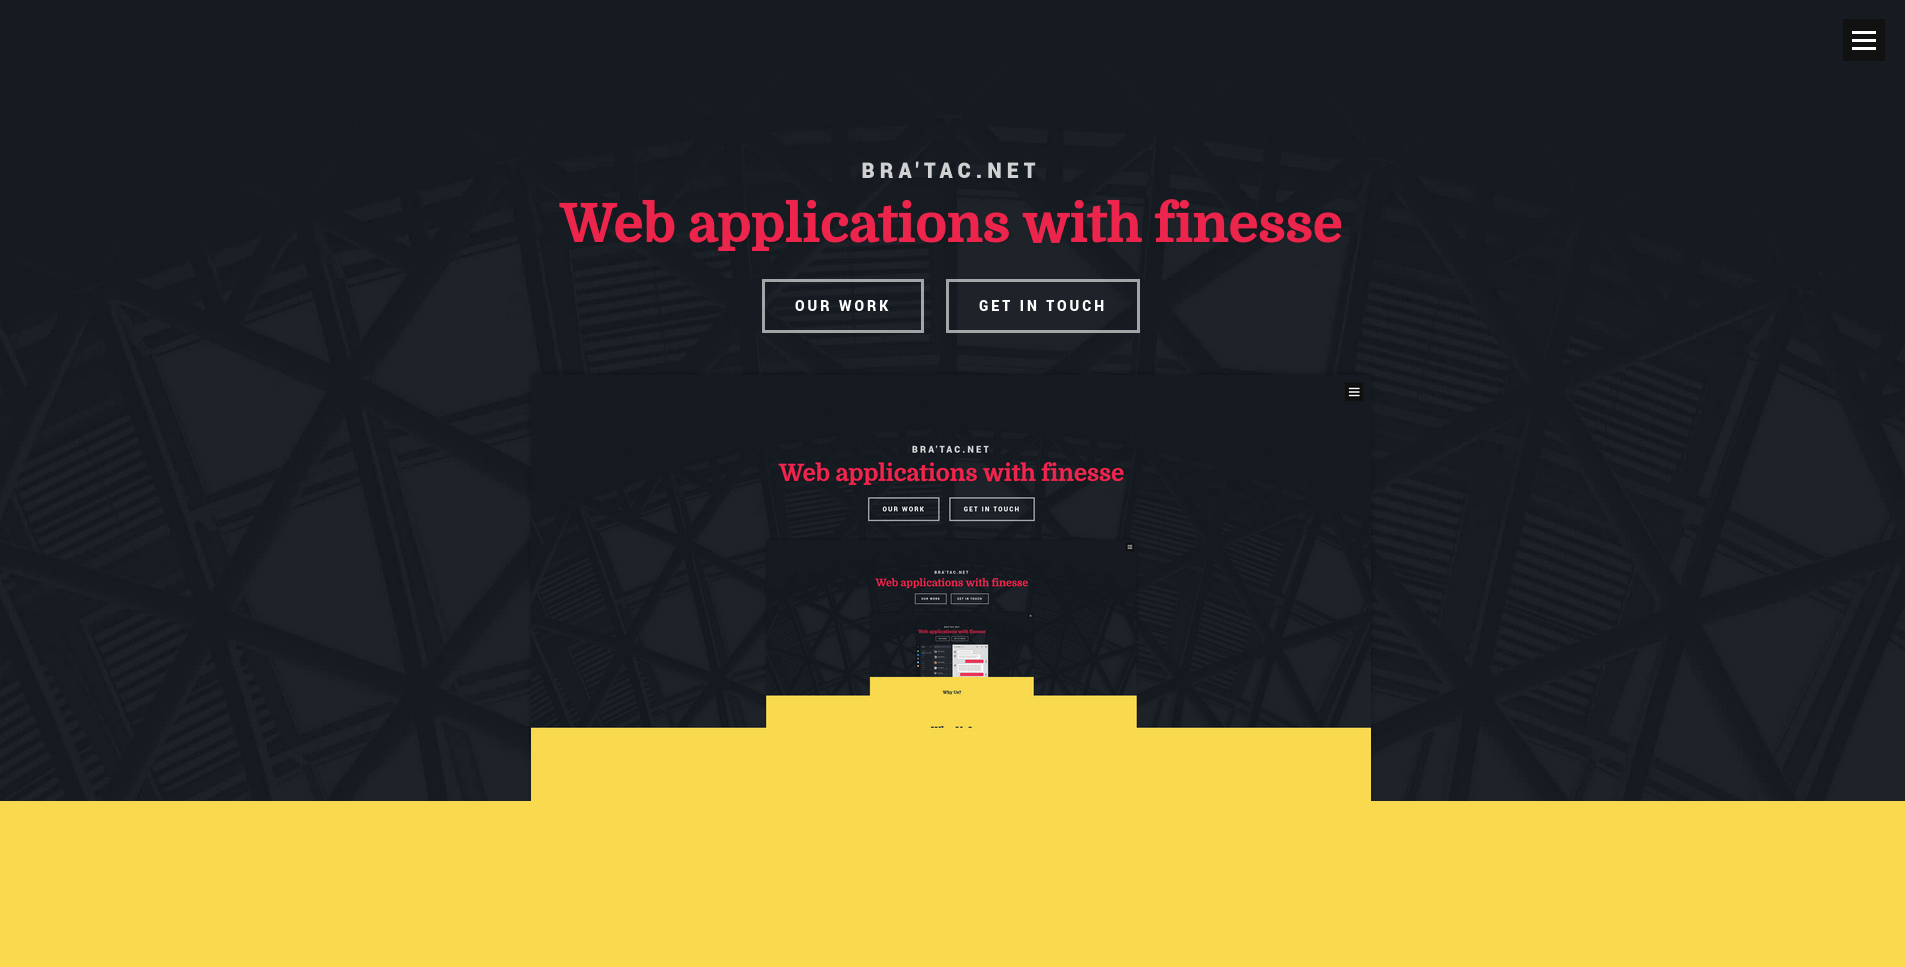 BRA'TAC.NET
Web applications with finesse
OUR WORK
GET IN TOUCH
BRA'TAC.NET
Web applications with finesse
OUR WORK
GET IN TOUCH
BRA'TAC.NET
Web applications with finesse
OUR WORK
GET IN TOUCH
Web applications with finesse
Why Us?